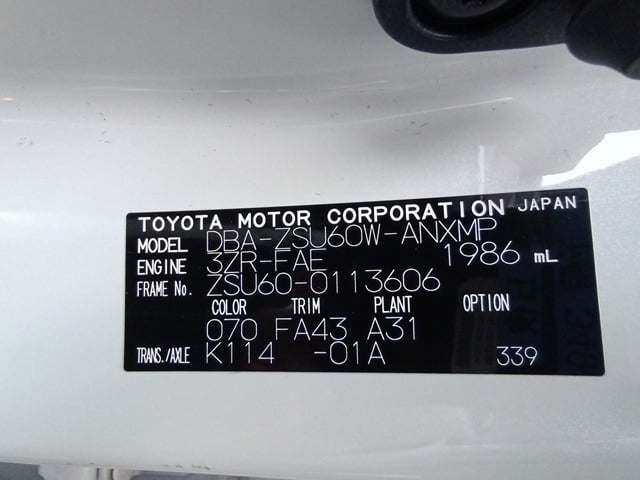 TOYOTA MOTOR CORPORATION JAPAN
MODEL DBA-ZSU60W-ANXMP
ENGINE 3ZR-FAE 1986 mL
FRAME No. ZSU60-0113606
COLOR TRIM PLANT OPTION
070 FA43 A31
TRANS./AXLE K114 -01A 339